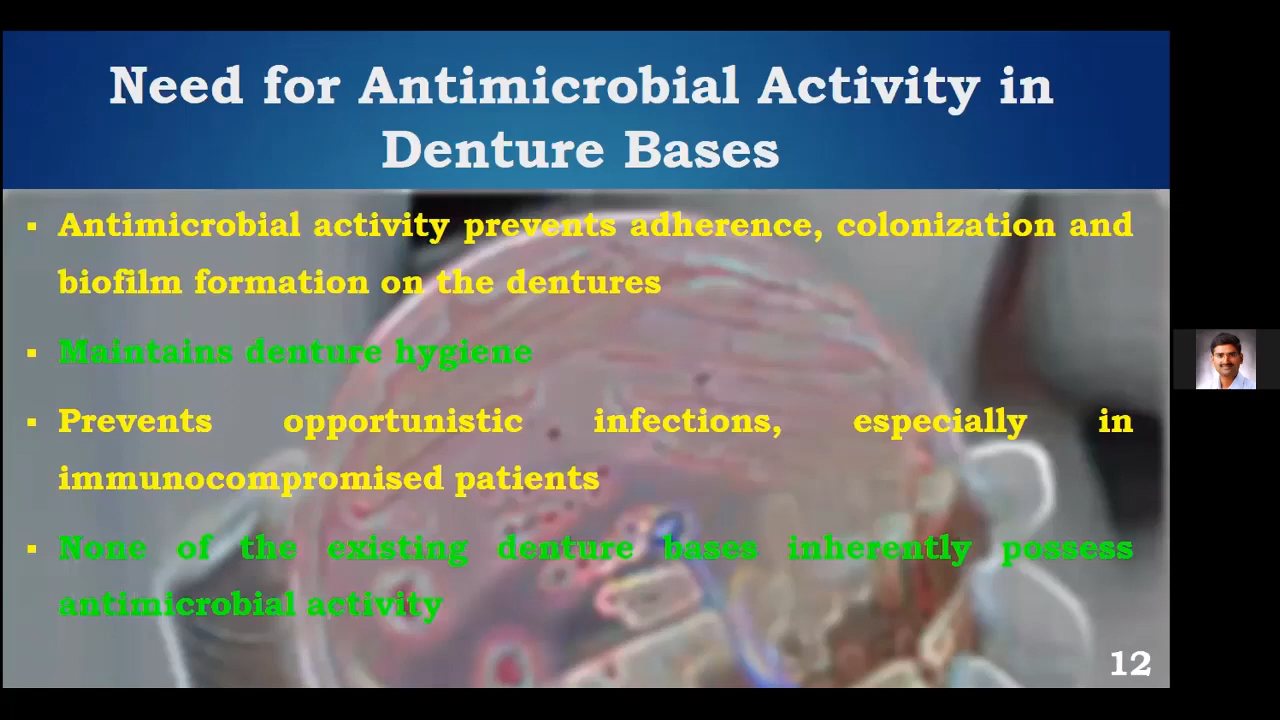 Need for Antimicrobial Activity in
Denture Bases
Antimicrobial activity prevents adherence, colonization and
biofilm formation on the dentures
Maintains denture hygiene
Prevents opportunistic infections, especially in
immunocompromised patients
None of the existing denture bases inherently possess
antimicrobial activity
12